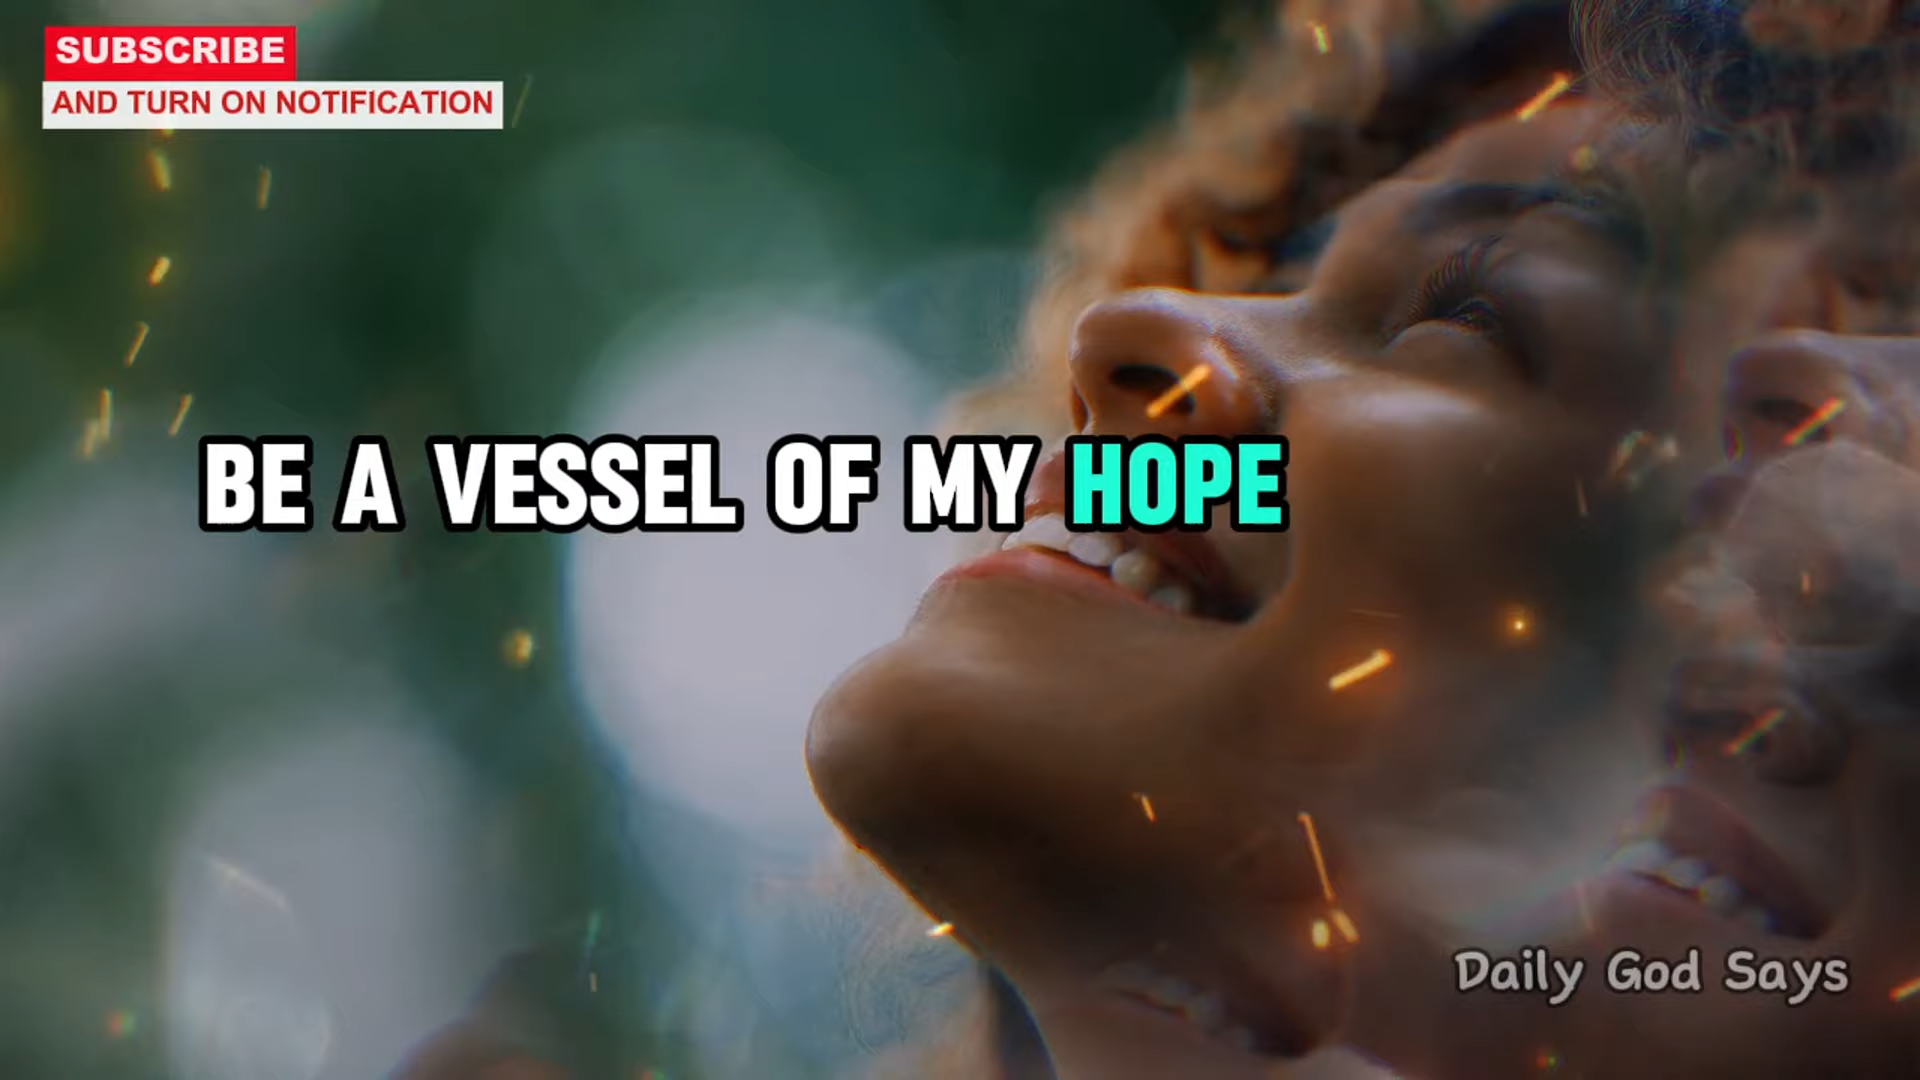 SUBSCRIBE
AND TURN ON NOTIFICATION
BE A VESSEL OF MY HOPE
Daily God Says